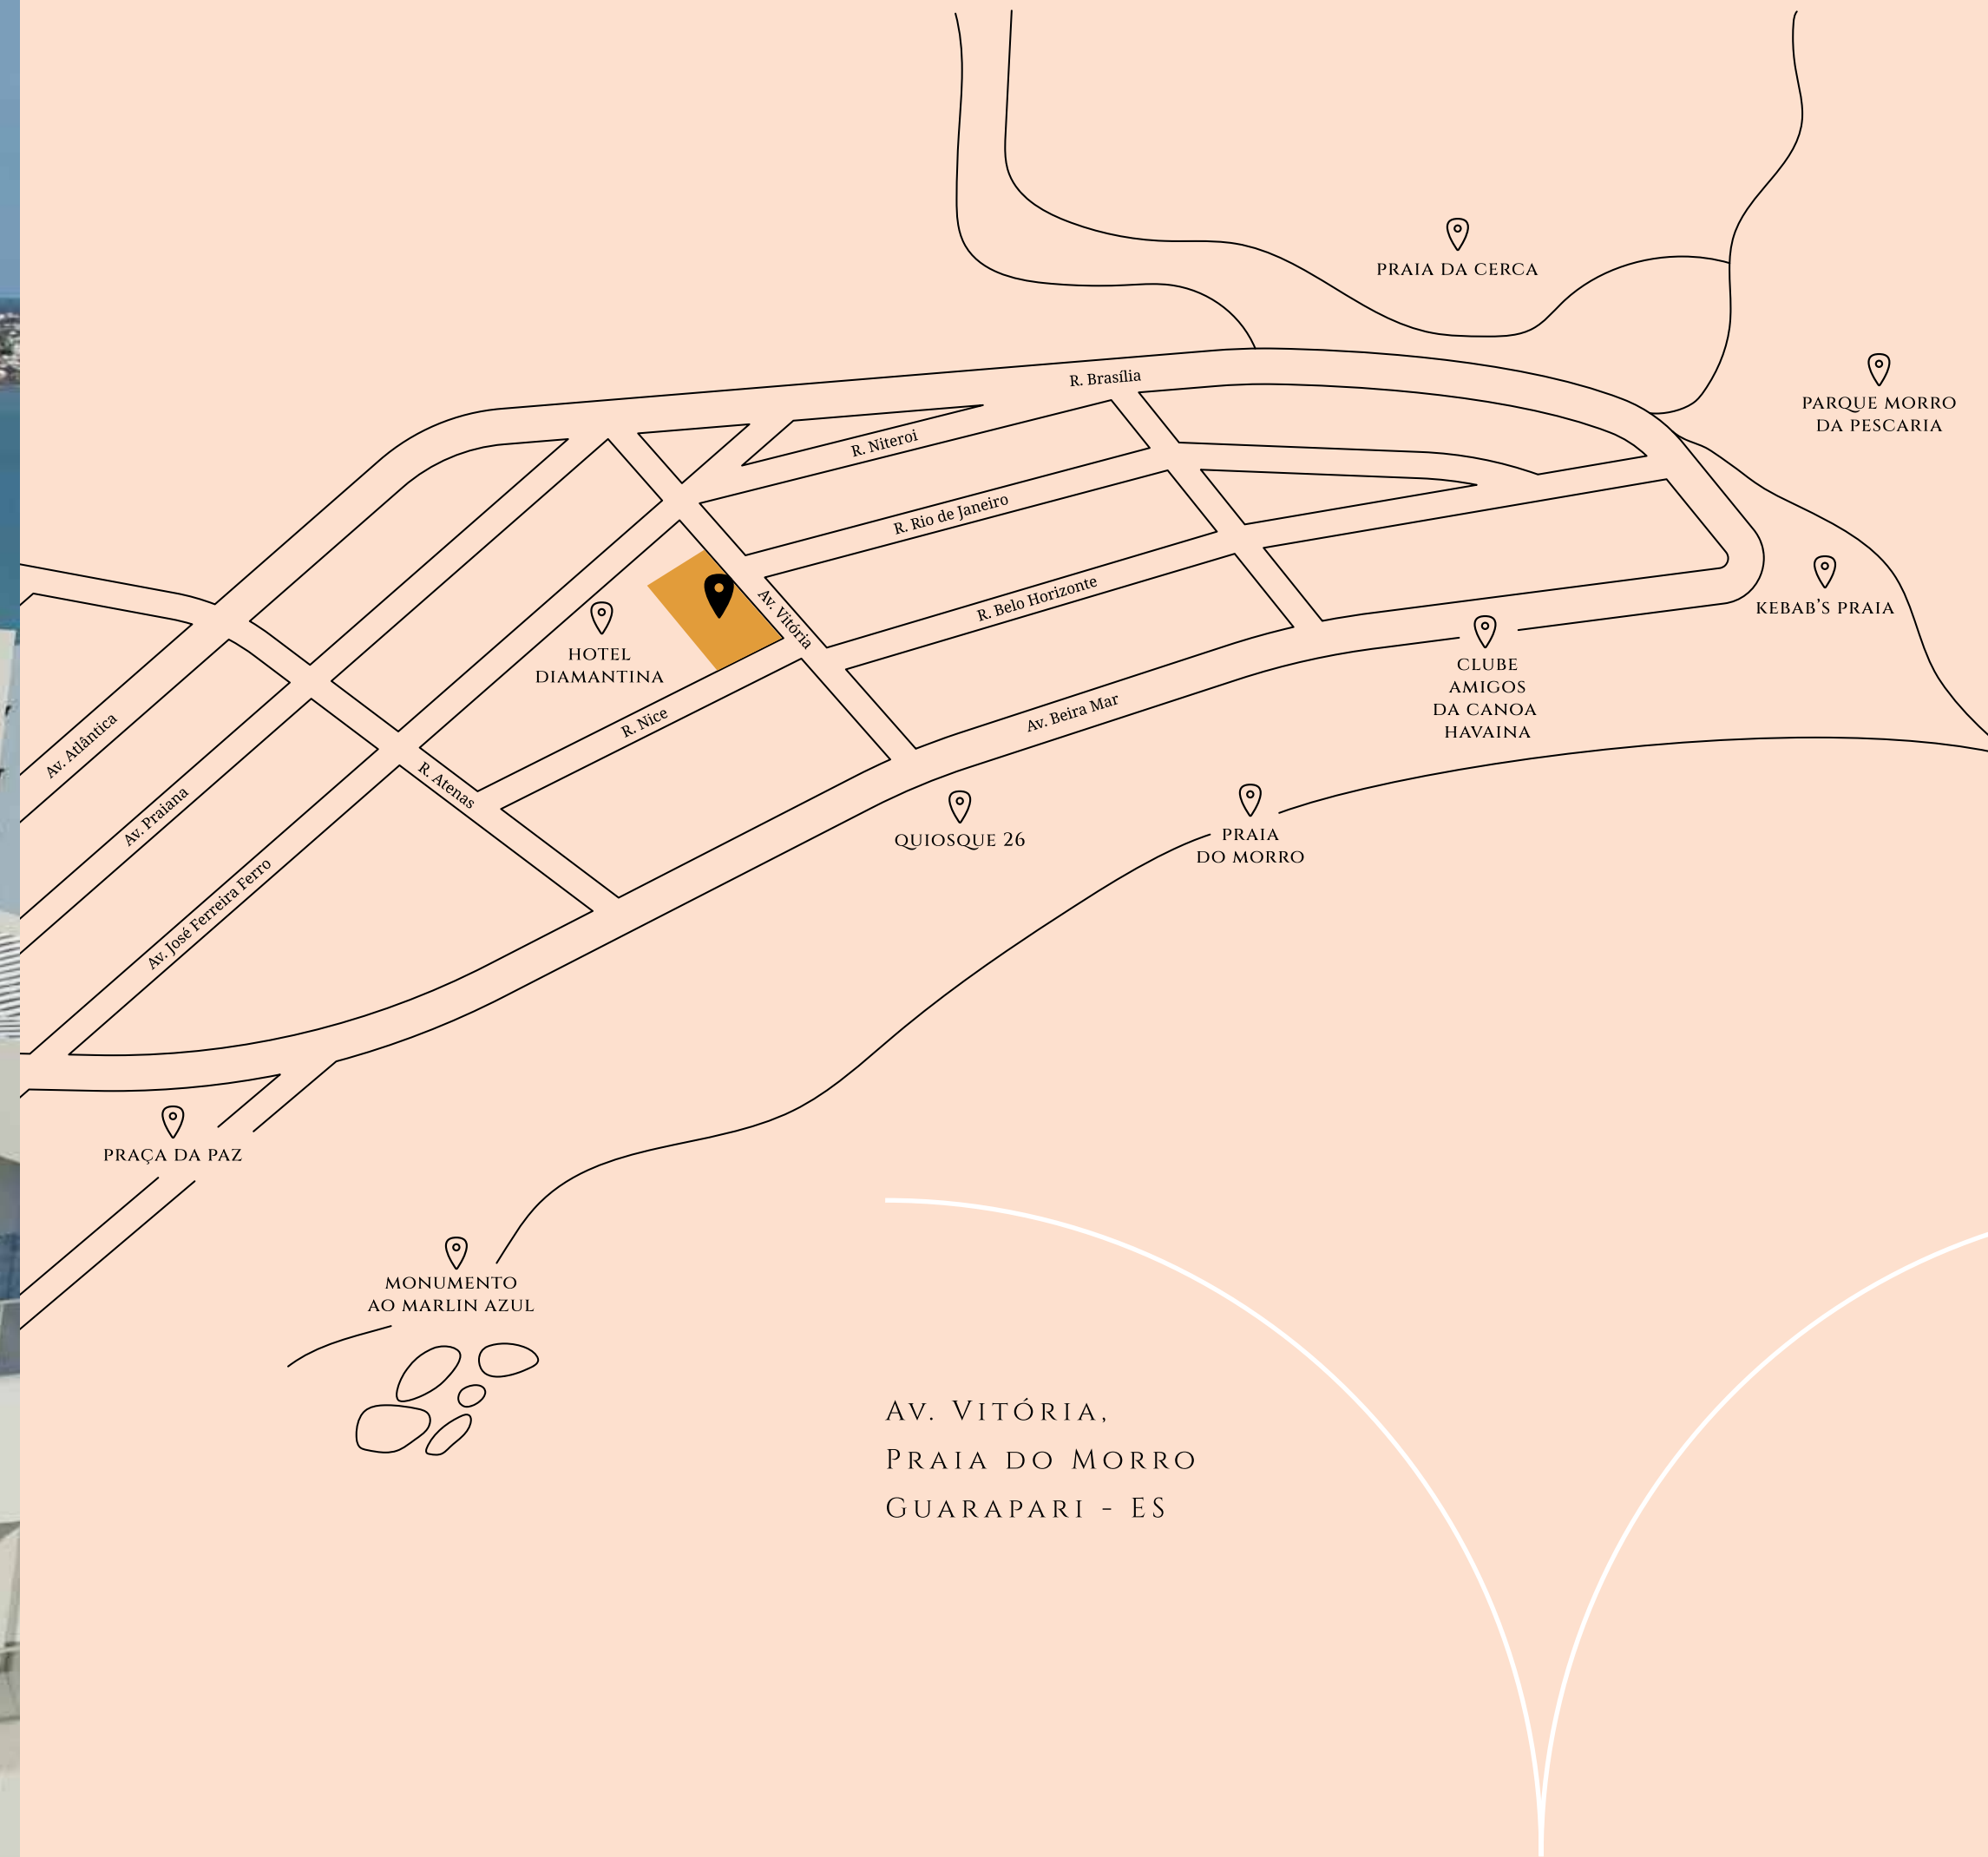 PRAIA DA CERCA
PARQUE MORRO
DA PESCARIA
R. Brasília
R. Niteroi
R. Rio de Janeiro
R. Belo Horizonte
Av. Vitória
KEBAB'S PRAIA
HOTEL
DIAMANTINA
CLUBE
AMIGOS
DA CANOA
HAVAINA
R. Nice
Av. Beira Mar
Av. Atlântica
R. Atenas
Av. Praiana
QUIOSQUE 26
PRAIA
DO MORRO
Av. José Ferreira Ferro
PRAÇA DA PAZ
MONUMENTO
AO MARLIN AZUL
AV. VITÓRIA,
PRAIA DO MORRO
GUARAPARI - ES